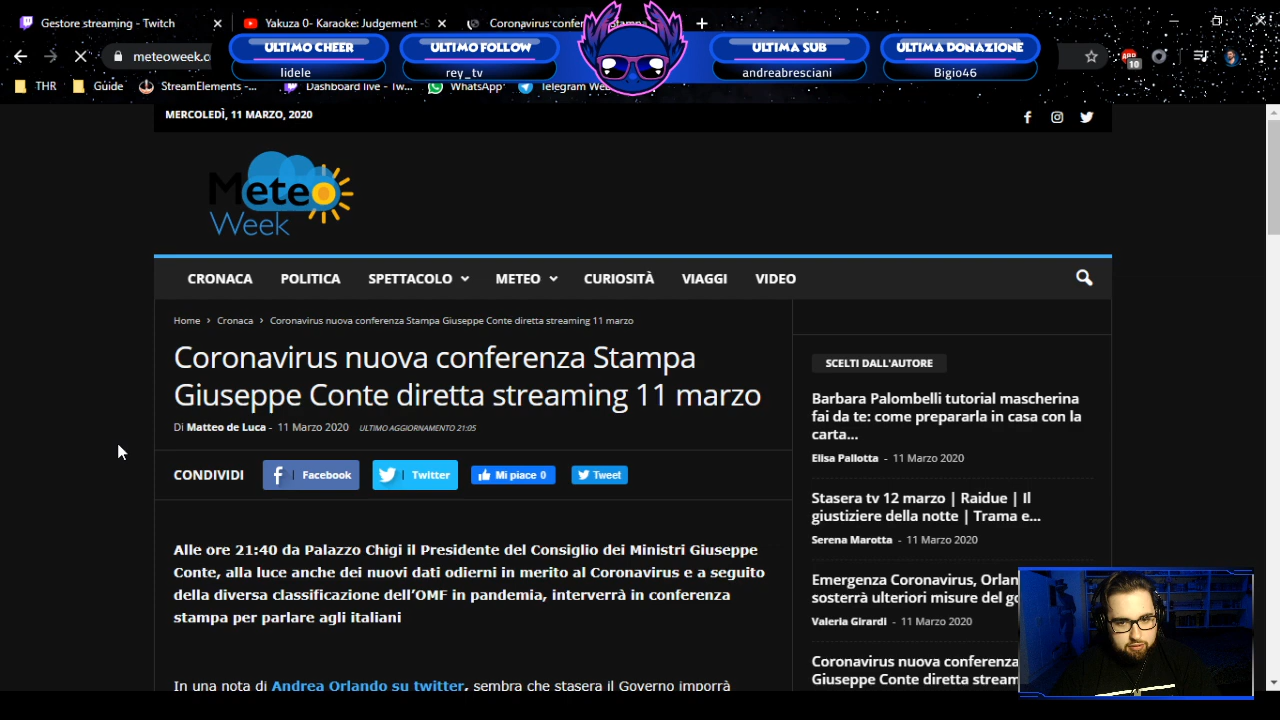 Gestore streaming - Twitch
Yakuza 0- Karaoke: Judgement -
Coronavirus
ULTIMO CHEER
lidele
ULTIMO FOLLOW
rey_tv
ULTIMA SUB
andreabresciani
ULTIMA DONAZIONE
Bigio46
meteoweek.c
10
THR
Guide
StreamElements -...
Dashboard live - Tw...
WhatsApp
Telegram Web
MERCOLEDÌ, 11 MARZO, 2020
Meteo
Week
CRONACA POLITICA SPETTACOLO METEO CURIOSITÀ VIAGGI VIDEO
Home › Cronaca › Coronavirus nuova conferenza Stampa Giuseppe Conte diretta streaming 11 marzo
Coronavirus nuova conferenza Stampa
Giuseppe Conte diretta streaming 11 marzo
Di Matteo de Luca - 11 Marzo 2020 ULTIMO AGGIORNAMENTO 21:05
CONDIVIDI
Facebook
Twitter
Mi piace 0
Tweet
Alle ore 21:40 da Palazzo Chigi il Presidente del Consiglio dei Ministri Giuseppe
Conte, alla luce anche dei nuovi dati odierni in merito al Coronavirus e a seguito
della diversa classificazione dell’OMF in pandemia, interverrà in conferenza
stampa per parlare agli italiani
In una nota di Andrea Orlando su twitter, sembra che stasera il Governo imporrà
SCELTI DALL'AUTORE
Barbara Palombelli tutorial mascherina
fai da te: come prepararla in casa con la
carta...
Elisa Pallotta - 11 Marzo 2020
Stasera tv 12 marzo | Raidue | Il
giustiziere della notte | Trama e...
Serena Marotta - 11 Marzo 2020
Emergenza Coronavirus, Orlan
sosterrà ulteriori misure del go
Valeria Girardi - 11 Marzo 2020
Coronavirus nuova conferenza
Giuseppe Conte diretta stream